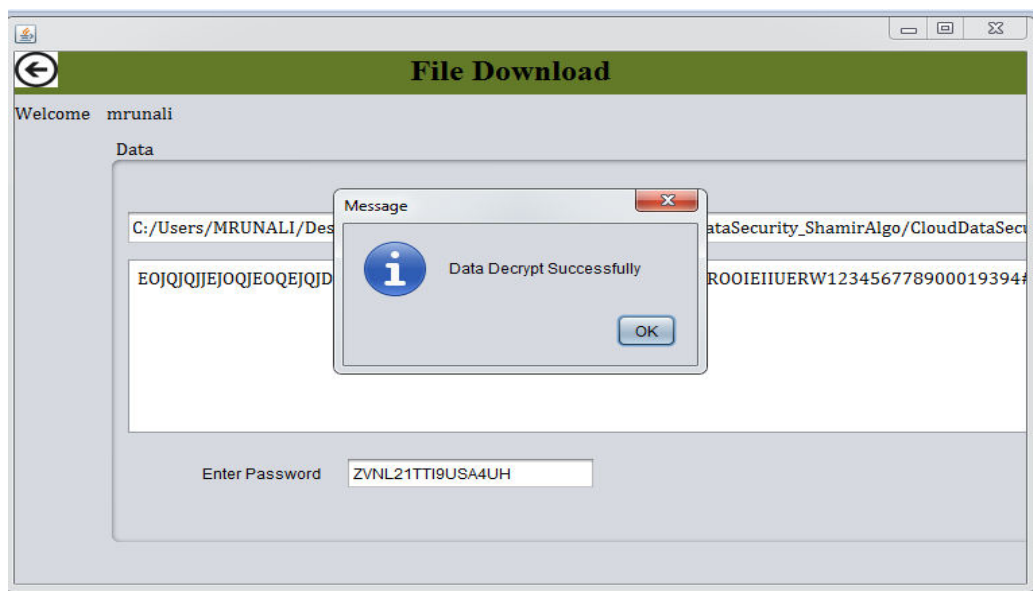 File Download
Welcome mrunali
Data
Message
C:/Users/MRUNALI/Des
ataSecurity_ShamirAlgo/CloudDataSecu
Data Decrypt Successfully
EOJQJQJJEJOQJEOQEJQJD
ROOIEIIUERW123456778900019394#
OK
Enter Password ZVNL21TTI9USA4UH